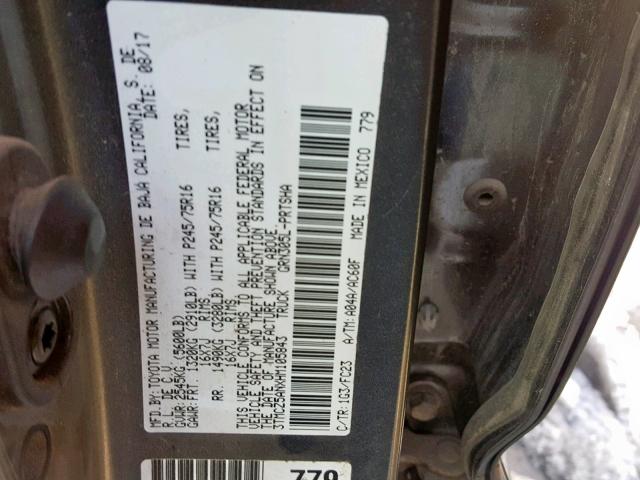 MFD.BY: TOYOTA MOTOR MANUFACTURING DE BAJA CALIFORNIA, S. DE
R. L. DE C.V. DATE: 08/17
GVWR: 2545KG (5600LB)
GAWR: FRT. 1320KG (2910LB) WITH P245/75R16 TIRES,
16X7J RIMS
RR. 1490KG (3280LB) WITH P245/75R16 TIRES,
16X7J RIMS
THIS VEHICLE CONFORMS TO ALL APPLICABLE FEDERAL MOTOR
VEHICLE SAFETY AND THEFT PREVENTION STANDARDS IN EFFECT ON
THE DATE OF MANUFACTURE SHOWN ABOVE.
3TMCZ5ANXHM105043 TRUCK GRN305L-PRTSHA
C/TR: 1G3/FC23 A/TM: A04A/AC60F MADE IN MEXICO 779
779